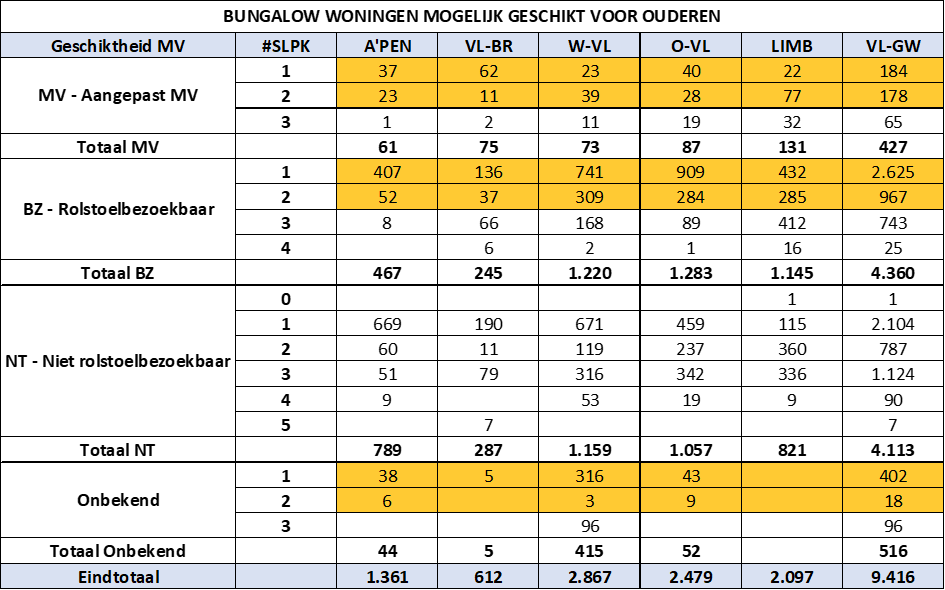 BUNGALOW WONINGEN MOGELIJK GESCHIKT VOOR OUDEREN
Geschiktheid MV #SLPK A'PEN VL-BR W-VL O-VL LIMB VL-GW
MV - Aangepast MV
1 37 62 23 40 22 184
2 23 11 39 28 77 178
3 1 2 11 19 32 65
Totaal MV 61 75 73 87 131 427
BZ - Rolstoelbezoekbaar
1 407 136 741 909 432 2.625
2 52 37 309 284 285 967
3 8 66 168 89 412 743
4 6 2 1 16 25
Totaal BZ 467 245 1.220 1.283 1.145 4.360
NT - Niet rolstoelbezoekbaar
0 1 1
1 669 190 671 459 115 2.104
2 60 11 119 237 360 787
3 51 79 316 342 336 1.124
4 9 53 19 9 90
5 7 7
Totaal NT 789 287 1.159 1.057 821 4.113
Onbekend
1 38 5 316 43 402
2 6 3 9 18
3 96 96
Totaal Onbekend 44 5 415 52 516
Eindtotaal 1.361 612 2.867 2.479 2.097 9.416